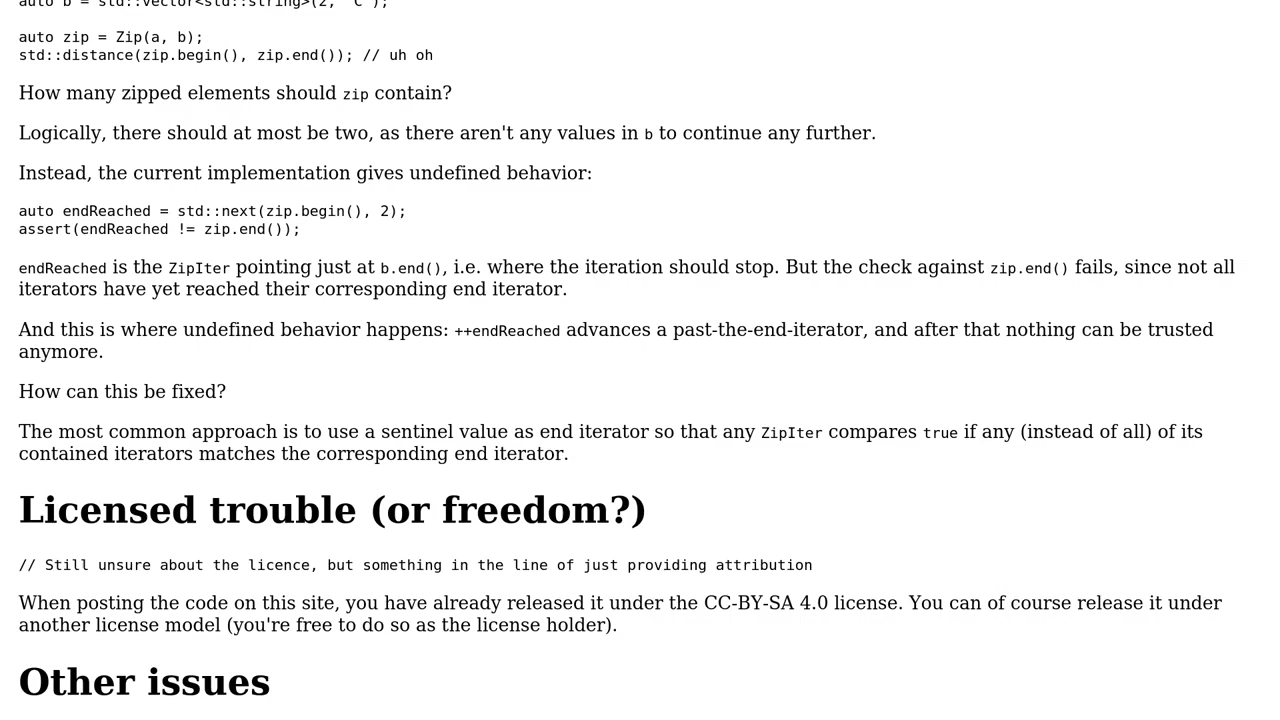 auto b = std::vector<std::string>(2, "C");
auto zip = Zip(a, b);
std::distance(zip.begin(), zip.end()); // uh oh
How many zipped elements should zip contain?
Logically, there should at most be two, as there aren't any values in b to continue any further.
Instead, the current implementation gives undefined behavior:
auto endReached = std::next(zip.begin(), 2);
assert(endReached != zip.end());
endReached is the ZipIter pointing just at b.end(), i.e. where the iteration should stop. But the check against zip.end() fails, since not all
iterators have yet reached their corresponding end iterator.
And this is where undefined behavior happens: ++endReached advances a past-the-end-iterator, and after that nothing can be trusted
anymore.
How can this be fixed?
The most common approach is to use a sentinel value as end iterator so that any ZipIter compares true if any (instead of all) of its
contained iterators matches the corresponding end iterator.
Licensed trouble (or freedom?)
// Still unsure about the licence, but something in the line of just providing attribution
When posting the code on this site, you have already released it under the CC-BY-SA 4.0 license. You can of course release it under
another license model (you're free to do so as the license holder).
Other issues